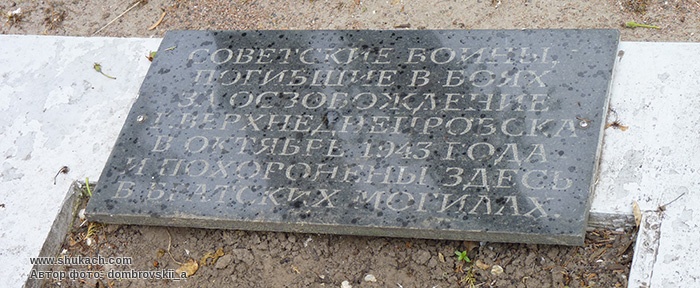 СОВЕТСКИЕ ВОИНЫ,
ПОГИБШИЕ В БОЯХ
ЗА ОСВОБОЖДЕНИЕ
Г. ВЕРХНЕДНЕПРОВСКА
В ОКТЯБРЕ 1943 ГОДА
И ПОХОРОНЕНЫ ЗДЕСЬ
В БРАТСКИХ МОГИЛАХ.
www.shukach.com
Автор фото: dombrovskii_a